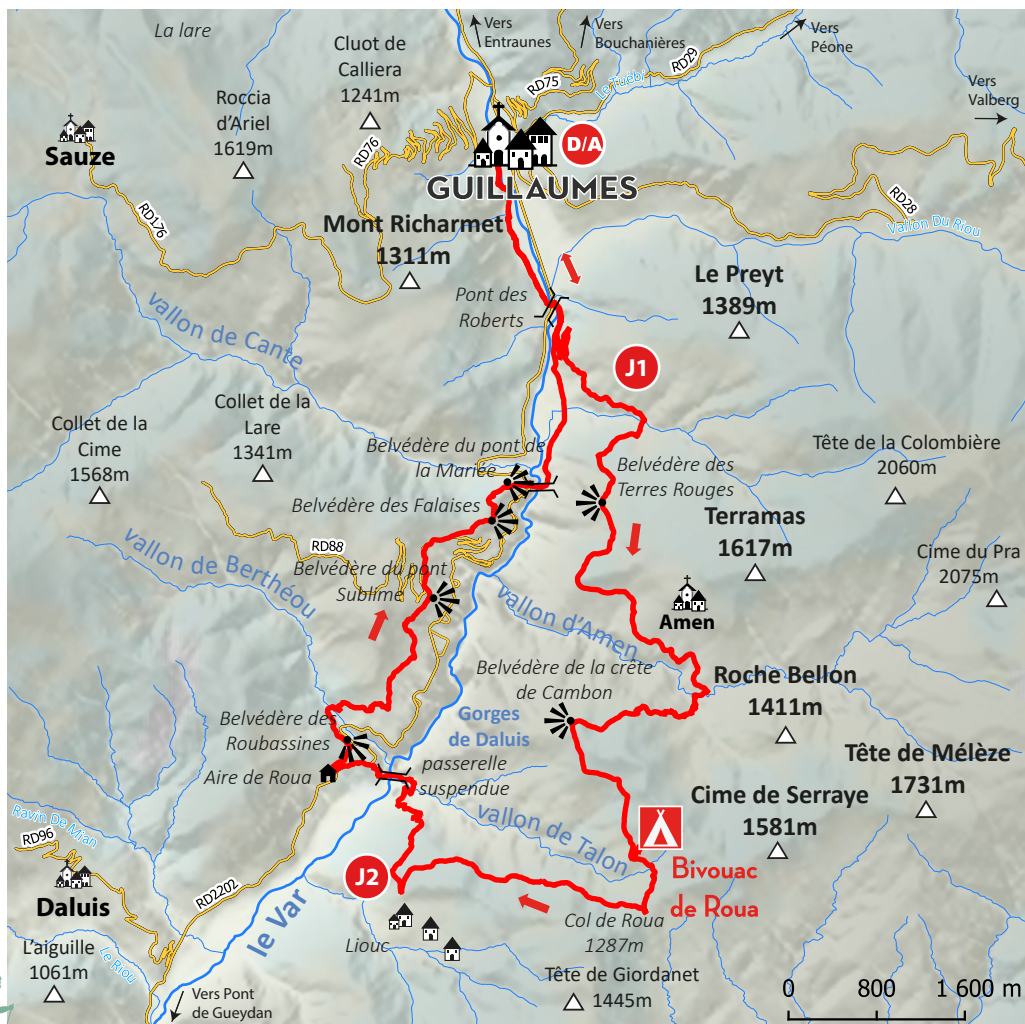 La lare
Vers
Entraunes
Vers
Bouchanières
Vers
Péone
Cluot de
Calliera
1241m
RD75
Le Tuébi
RD29
Vers
Valberg
Roccia
d'Ariel
1619m
Sauze
RD76
D/A
GUILLAUMES
RD28
Vallon Du Riou
RD176
Mont Richarmet
1311m
Le Preyt
1389m
Pont des
Roberts
vallon de Cante
J1
Collet de la
Cime
1568m
Collet de la
Lare
1341m
Belvédère du pont de
la Mariée
Tête de la Colombière
2060m
Belvédère des
Terres Rouges
Belvédère des Falaises
Terramas
1617m
RD88
vallon de Berthéou
Belvédère du pont
Sublime
Cime du Pra
2075m
vallon d'Amen
Amen
Belvédère de la crête
de Cambon
Roche Bellon
1411m
Belvédère des
Roubassines
Gorges
de Daluis
Aire de Roua
passerelle
suspendue
Tête de Mélèze
1731m
Cime de Serraye
1581m
vallon de Talon
Ravin De Mian
RD96
Bivouac
de Roua
Daluis
RD2202
J2
le Var
Col de Roua
1287m
Liouc
L'aiguille
1061m
Le Riou
Tête de Giordanet
1445m
Vers Pont
de Gueydan
0 800 1 600 m